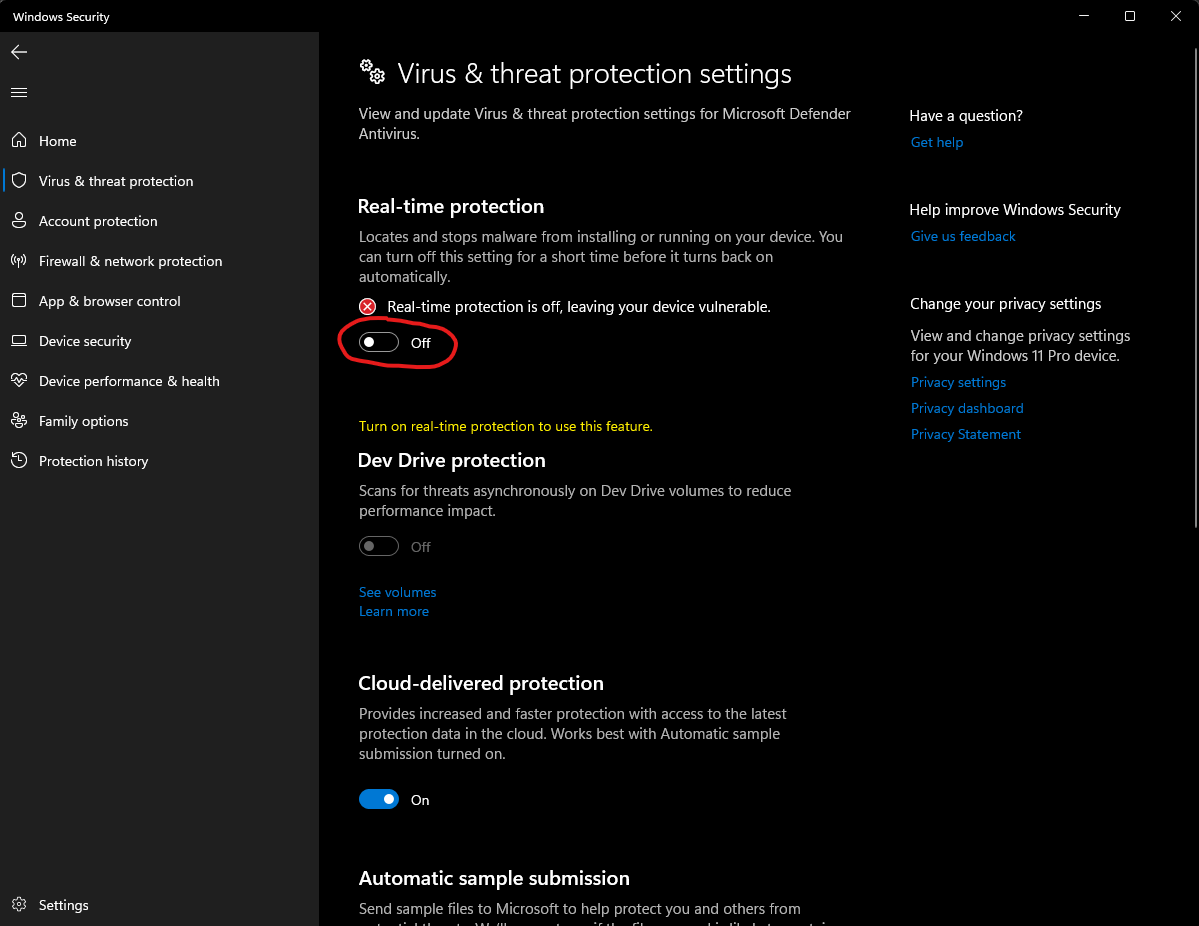 Windows Security
Home
Virus & threat protection
Account protection
Firewall & network protection
App & browser control
Device security
Device performance & health
Family options
Protection history
Settings
Virus & threat protection settings
View and update Virus & threat protection settings for Microsoft Defender
Antivirus.
Real-time protection
Locates and stops malware from installing or running on your device. You
can turn off this setting for a short time before it turns back on
automatically.
Real-time protection is off, leaving your device vulnerable.
Off
Turn on real-time protection to use this feature.
Dev Drive protection
Scans for threats asynchronously on Dev Drive volumes to reduce
performance impact.
Off
See volumes
Learn more
Cloud-delivered protection
Provides increased and faster protection with access to the latest
protection data in the cloud. Works best with Automatic sample
submission turned on.
On
Automatic sample submission
Send sample files to Microsoft to help protect you and others from
Have a question?
Get help
Help improve Windows Security
Give us feedback
Change your privacy settings
View and change privacy settings
for your Windows 11 Pro device.
Privacy settings
Privacy dashboard
Privacy Statement